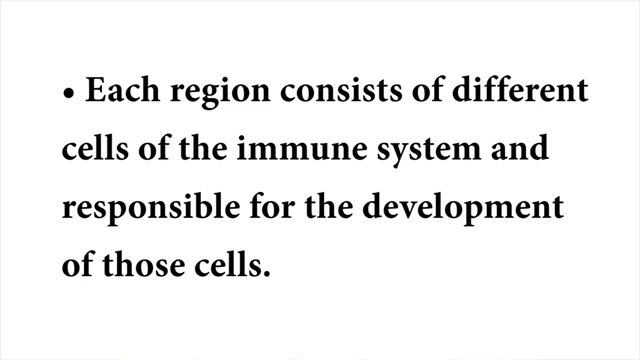 • Each region consists of different
cells of the immune system and
responsible for the development
of those cells.